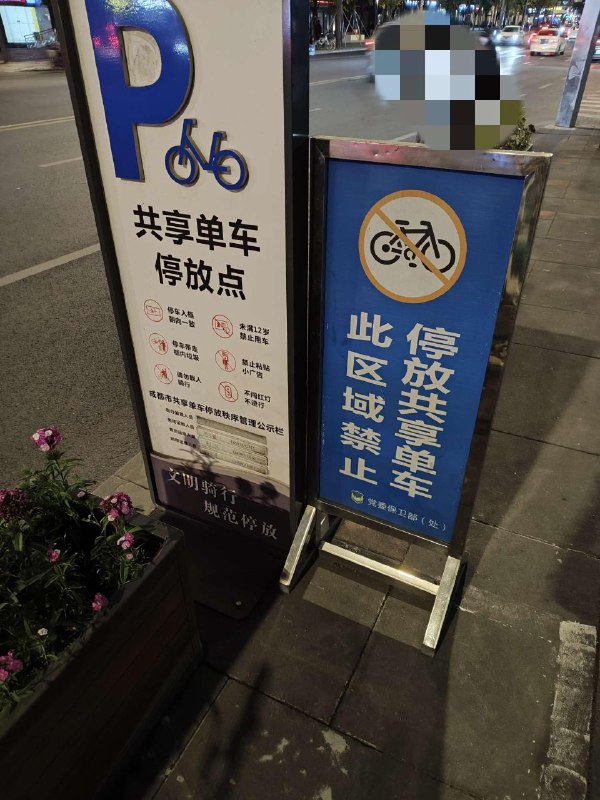 P
共享单车
停放点
停车入框
朝向一致
未满12岁
禁止用车
停车带走
框内垃圾
禁止粘贴
小广告
请勿载人
骑行
不闯红灯
不逆行
成都市共享单车停放秩序管理公示栏
文明骑行
规范停放
此区域禁止
停放共享单车
党委保卫部（处）